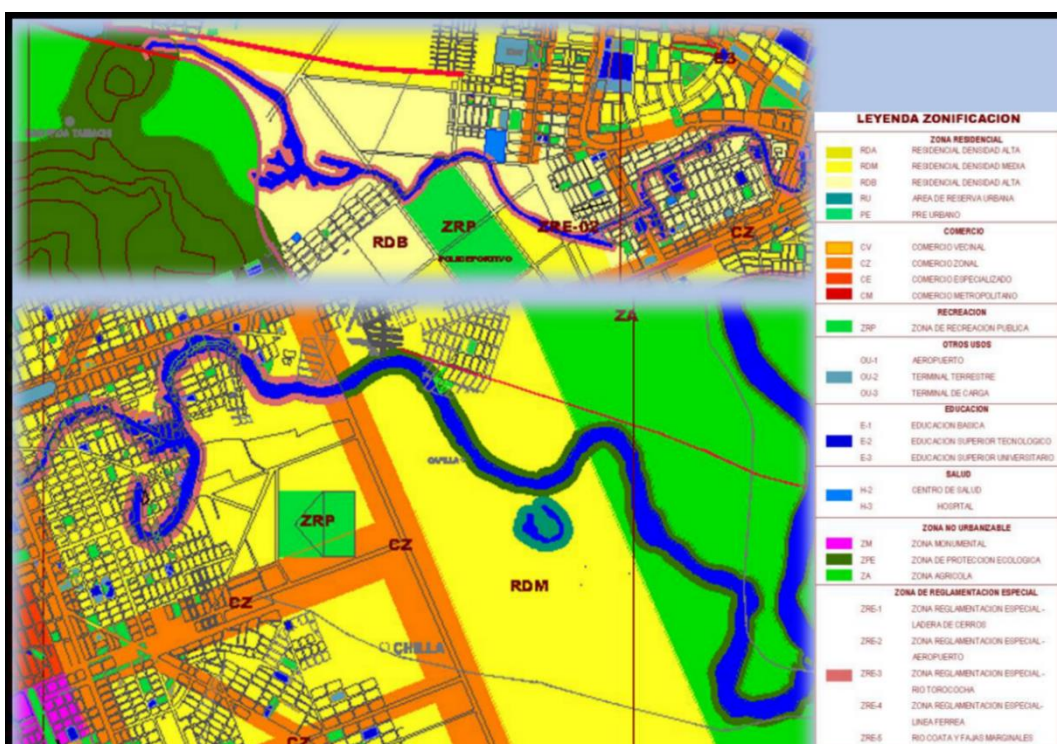 E3
ZRP
ZRE-02
RDB
CZ
POLIDEPORTIVO
ZA
ZRP
CZ
CZ
RDM
CHILLA
CZ
LEYENDA ZONIFICACION
ZONA RESIDENCIAL
RDA RESIDENCIAL DENSIDAD ALTA
RDM RESIDENCIAL DENSIDAD MEDIA
RDB RESIDENCIAL DENSIDAD ALTA
RU AREA DE RESERVA URBANA
PE PRE URBANO
COMERCIO
CV COMERCIO VECINAL
CZ COMERCIO ZONAL
CE COMERCIO ESPECIALIZADO
CM COMERCIO METROPOLITANO
RECREACION
ZRP ZONA DE RECREACION PUBLICA
OTROS USOS
OU-1 AEROPUERTO
OU-2 TERMINAL TERRESTRE
OU-3 TERMINAL DE CARGA
EDUCACION
E-1 EDUCACION BASICA
E-2 EDUCACION SUPERIOR TECNOLOGICO
E-3 EDUCACION SUPERIOR UNIVERSITARIO
SALUD
H-2 CENTRO DE SALUD
H-3 HOSPITAL
ZONA NO URBANIZABLE
ZM ZONA MONUMENTAL
ZPE ZONA DE PROTECCION ECOLOGICA
ZA ZONA AGRICOLA
ZONA DE REGLAMENTACION ESPECIAL
ZRE-1 ZONA REGLAMENTACION ESPECIAL-
LADERA DE CERROS
ZRE-2 ZONA REGLAMENTACION ESPECIAL-
AEROPUERTO
ZRE-3 ZONA REGLAMENTACION ESPECIAL-
RIO TOROCOCHA
ZRE-4 ZONA REGLAMENTACION ESPECIAL-
LINEA FERREA
ZRE-5 RIO COATA Y FAJAS MARGINALES